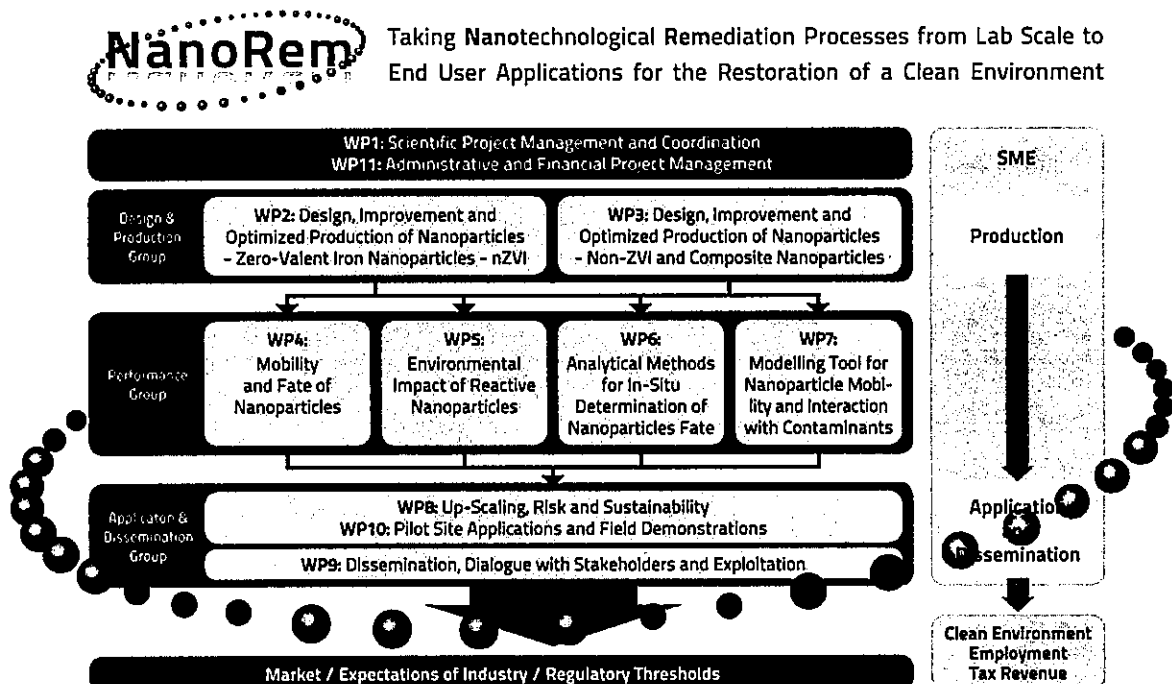 NanoRem
Taking Nanotechnological Remediation Processes from Lab Scale to
End User Applications for the Restoration of a Clean Environment
WP1: Scientific Project Management and Coordination
WP11: Administrative and Financial Project Management
Design &
Production
Group
WP2: Design, Improvement and
Optimized Production of Nanoparticles
– Zero-Valent Iron Nanoparticles – nZVI
WP3: Design, Improvement and
Optimized Production of Nanoparticles
– Non-ZVI and Composite Nanoparticles
Performance
Group
WP4:
Mobility
and Fate of
Nanoparticles
WP5:
Environmental
Impact of Reactive
Nanoparticles
WP6:
Analytical Methods
for In-Situ
Determination of
Nanoparticles Fate
WP7:
Modelling Tool for
Nanoparticle Mobi-
lity and Interaction
with Contaminants
Application &
Dissemination
Group
WP8: Up-Scaling, Risk and Sustainability
WP10: Pilot Site Applications and Field Demonstrations
WP9: Dissemination, Dialogue with Stakeholders and Exploitation
Market / Expectations of Industry / Regulatory Thresholds
SME
Production
Application
Dissemination
Clean Environment
Employment
Tax Revenue